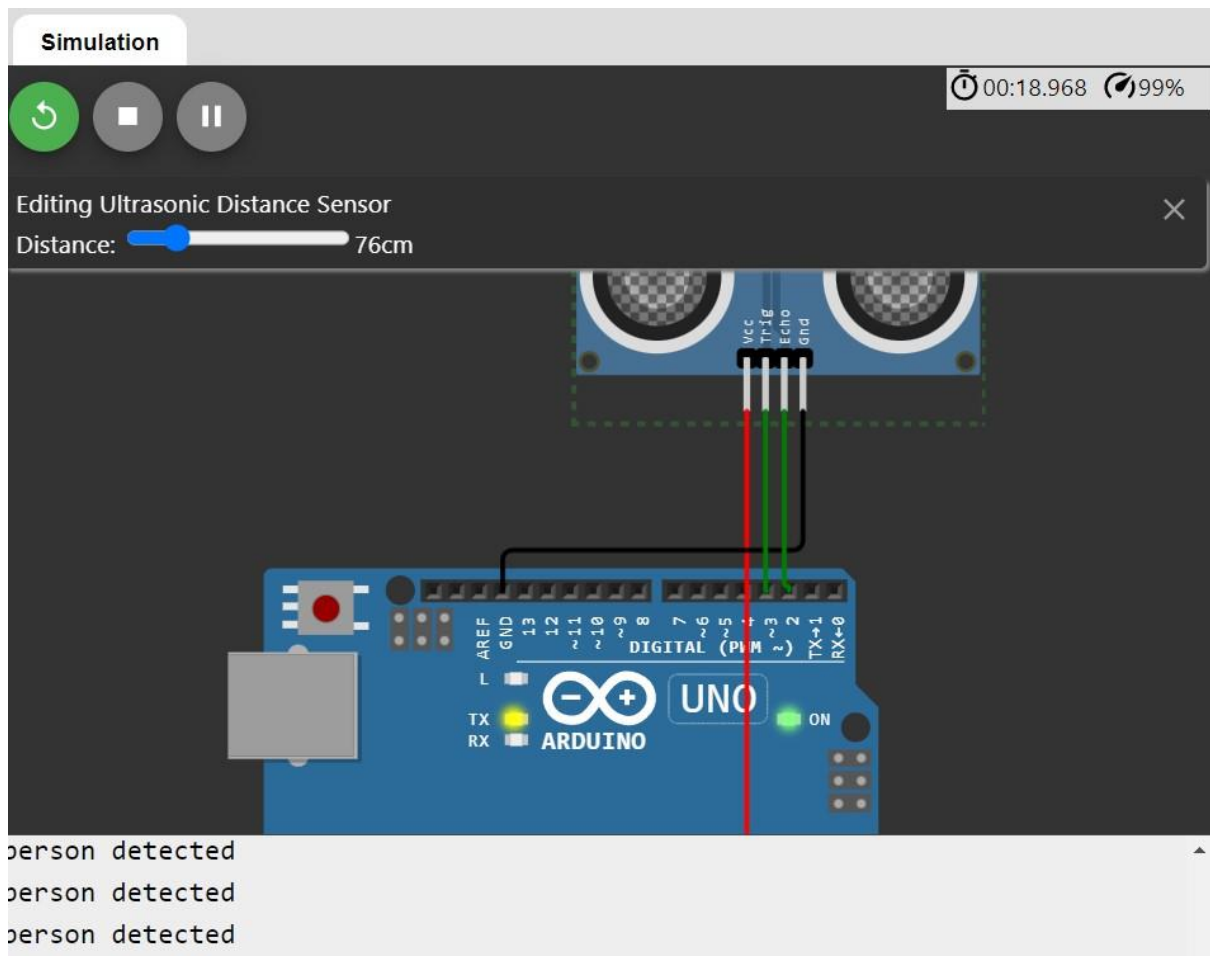 Simulation
00:18.968 99%
Editing Ultrasonic Distance Sensor
Distance: 76cm
Vcc
Trig
Echo
Gnd
AREF
GND
13
12
~11
~10
~9
8
7
~6
~5
4
~3
2
TX→1
RX←0
DIGITAL (PWM ~)
L
TX
RX
ARDUINO
UNO
ON
person detected
person detected
person detected